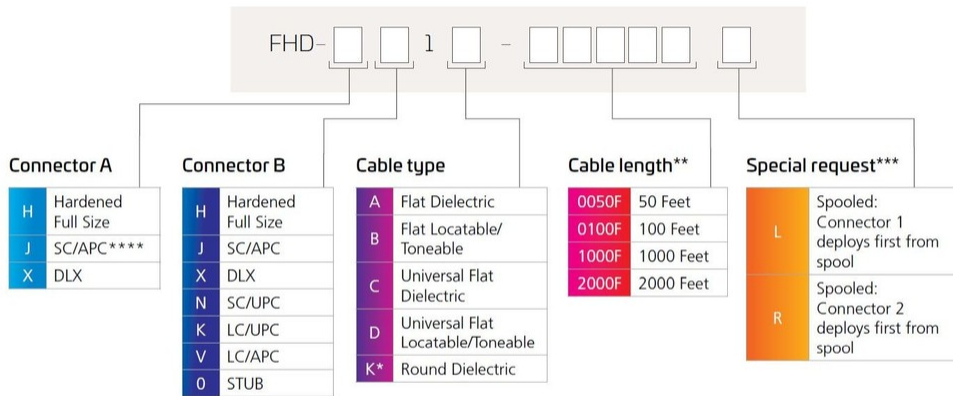 FHD- 1 -
Connector A
H Hardened
Full Size
J SC/APC****
X DLX
Connector B
H Hardened
Full Size
J SC/APC
X DLX
N SC/UPC
K LC/UPC
V LC/APC
0 STUB
Cable type
A Flat Dielectric
B Flat Locatable/
Toneable
C Universal Flat
Dielectric
D Universal Flat
Locatable/Toneable
K* Round Dielectric
Cable length**
0050F 50 Feet
0100F 100 Feet
1000F 1000 Feet
2000F 2000 Feet
Special request***
L Spooled:
Connector 1
deploys first from
spool
R Spooled:
Connector 2
deploys first from
spool